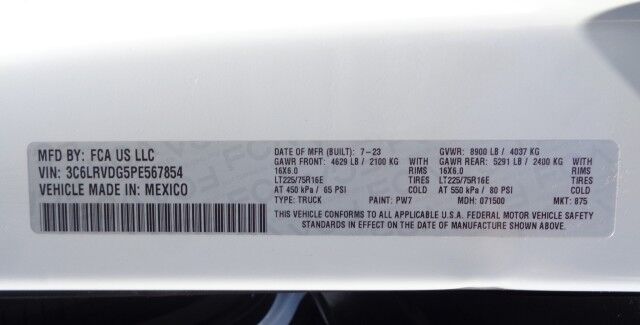 MFD BY: FCA US LLC
VIN: 3C6LRVDG5PE567854
VEHICLE MADE IN: MEXICO
DATE OF MFR (BUILT): 7-23 GVWR: 8900 LB / 4037 KG
GAWR FRONT: 4629 LB / 2100 KG WITH GAWR REAR: 5291 LB / 2400 KG WITH
16X6.0 RIMS 16X6.0 RIMS
LT225/75R16E TIRES LT225/75R16E TIRES
AT 450 kPa / 65 PSI COLD AT 550 kPa / 80 PSI COLD
TYPE: TRUCK PAINT: PW7 MDH: 071500 MKT: 875
THIS VEHICLE CONFORMS TO ALL APPLICABLE U.S.A. FEDERAL MOTOR VEHICLE SAFETY
STANDARDS IN EFFECT ON THE DATE OF MANUFACTURE SHOWN ABOVE.